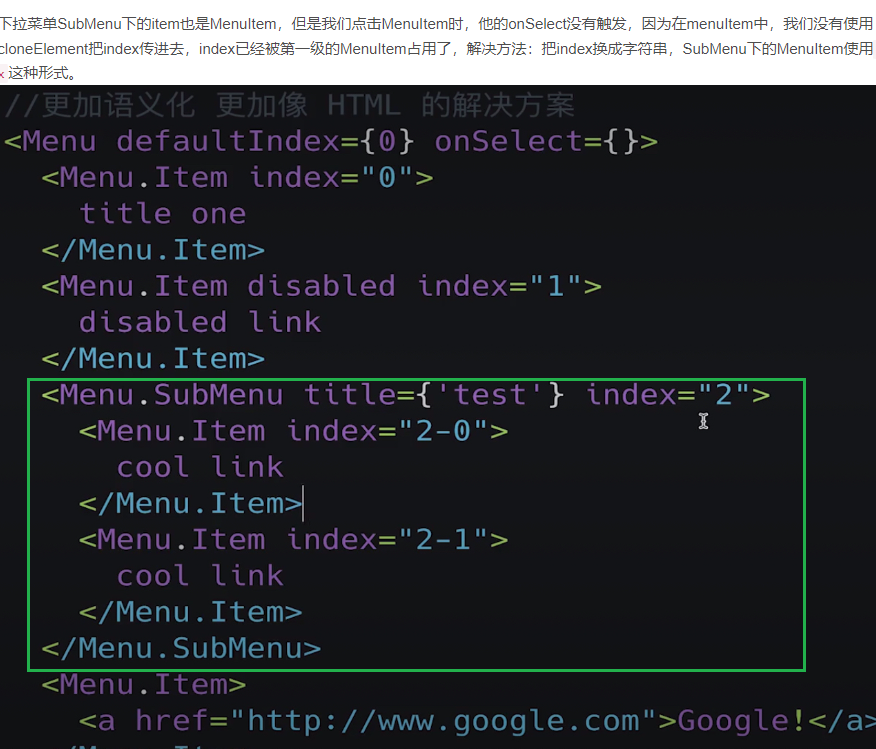 下拉菜单SubMenu下的item也是MenuItem，但是我们点击MenuItem时，他的onSelect没有触发，因为在menuItem中，我们没有使用
cloneElement把index传进去，index已经被第一级的MenuItem占用了，解决方法：把index换成字符串，SubMenu下的MenuItem使用
x 这种形式。
//更加语义化 更加像 HTML 的解决方案
<Menu defaultIndex={0} onSelect={}>
<Menu.Item index="0">
title one
</Menu.Item>
<Menu.Item disabled index="1">
disabled link
</Menu.Item>
<Menu.SubMenu title={'test'} index="2">
<Menu.Item index="2-0">
cool link
</Menu.Item>
<Menu.Item index="2-1">
cool link
</Menu.Item>
</Menu.SubMenu>
<Menu.Item>
<a href="http://www.google.com">Google!</a>